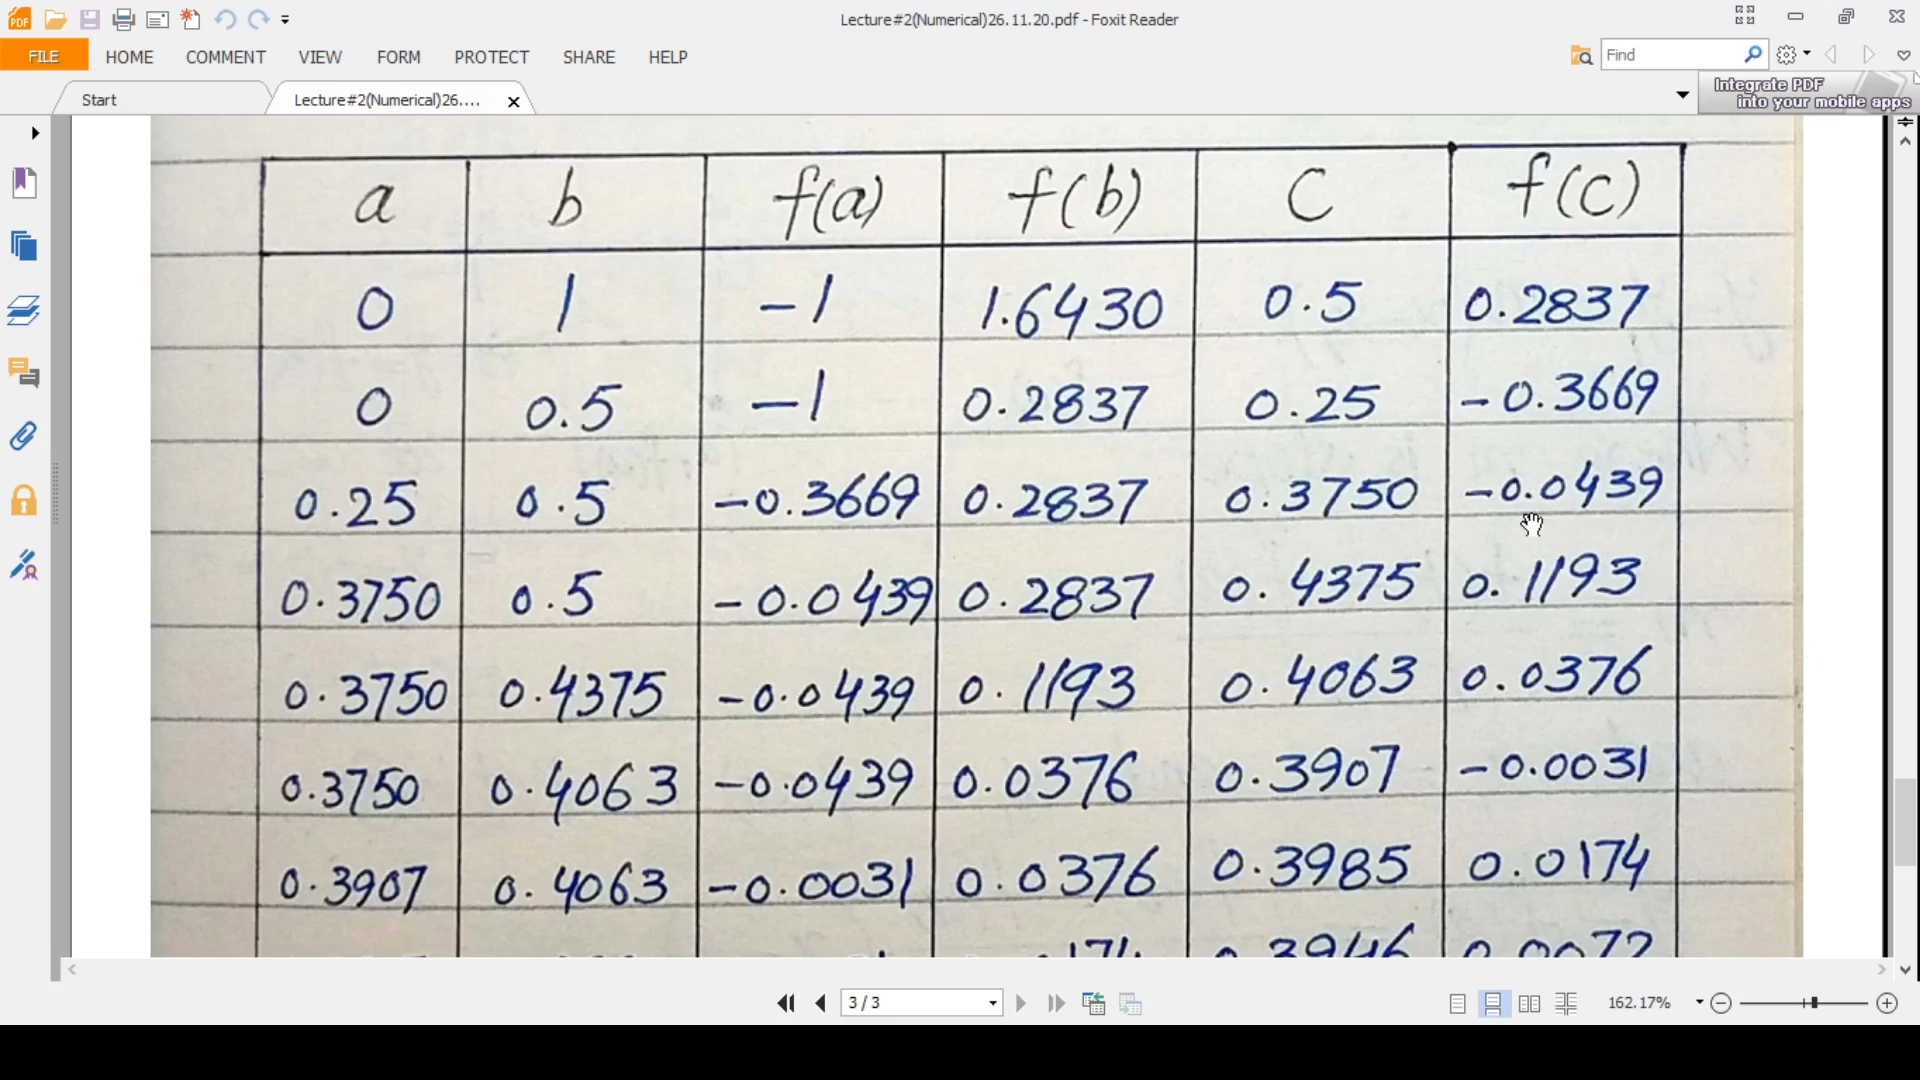 Lecture#2(Numerical)26.11.20.pdf - Foxit Reader
FILE HOME COMMENT VIEW FORM PROTECT SHARE HELP Find
Start Lecture#2(Numerical)26.... Integrate PDF
into your mobile apps
a b f(a) f(b) C f(c)
0 1 -1 1.6430 0.5 0.2837
0 0.5 -1 0.2837 0.25 -0.3669
0.25 0.5 -0.3669 0.2837 0.3750 -0.0439
0.3750 0.5 -0.0439 0.2837 0.4375 0.1193
0.3750 0.4375 -0.0439 0.1193 0.4063 0.0376
0.3750 0.4063 -0.0439 0.0376 0.3907 -0.0031
0.3907 0.4063 -0.0031 0.0376 0.3985 0.0174
0.3946 0.0072
3 / 3 162.17%